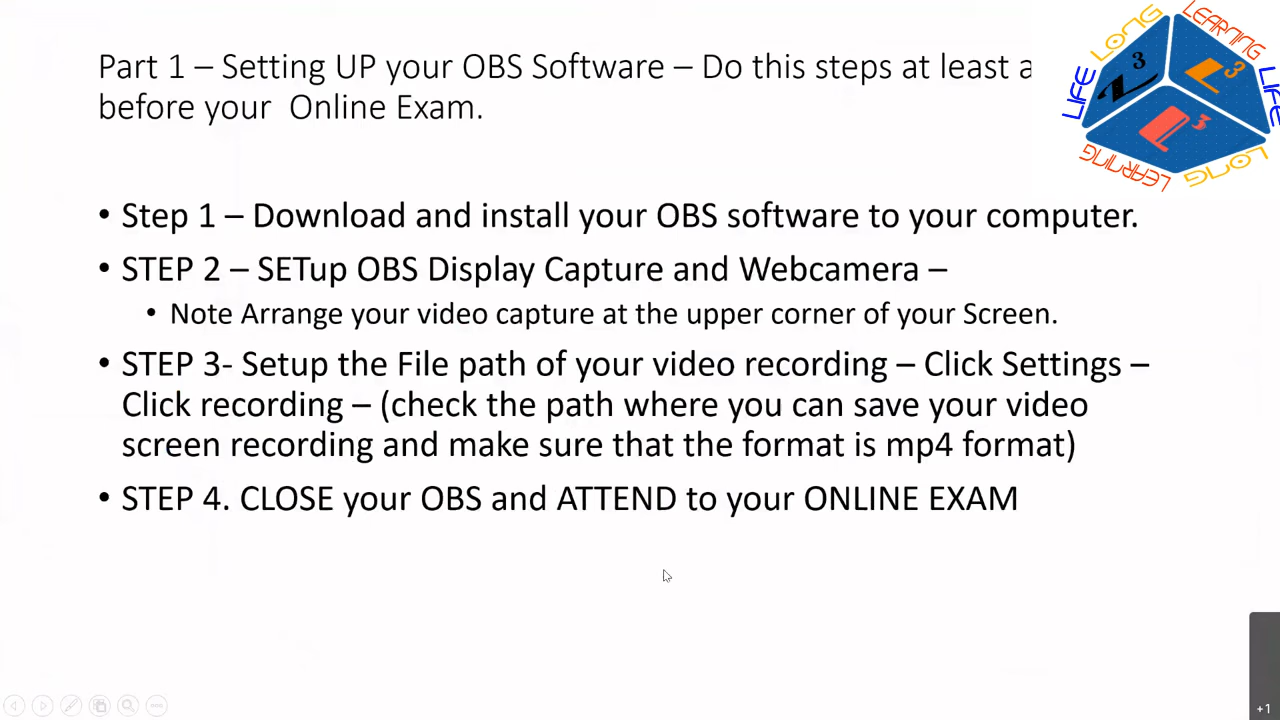 Part 1 – Setting UP your OBS Software – Do this steps at least a
before your  Online Exam.
LIFE LONG LEARNING LIFE LONG LEARNING
L3 L3 L3
• Step 1 – Download and install your OBS software to your computer.
• STEP 2 – SETup OBS Display Capture and Webcamera –
• Note Arrange your video capture at the upper corner of your Screen.
• STEP 3- Setup the File path of your video recording – Click Settings –
Click recording – (check the path where you can save your video
screen recording and make sure that the format is mp4 format)
• STEP 4. CLOSE your OBS and ATTEND to your ONLINE EXAM
+1